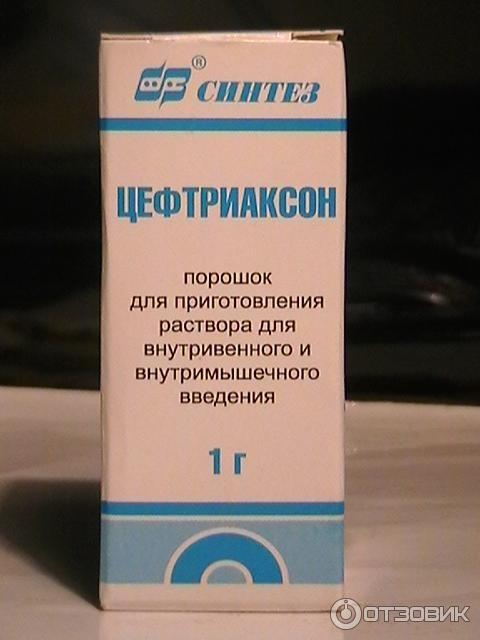 ® СИНТЕЗ
ЦЕФТРИАКСОН
порошок
для приготовления
раствора для
внутривенного и
внутримышечного
введения
1 г
ОТЗОВИК